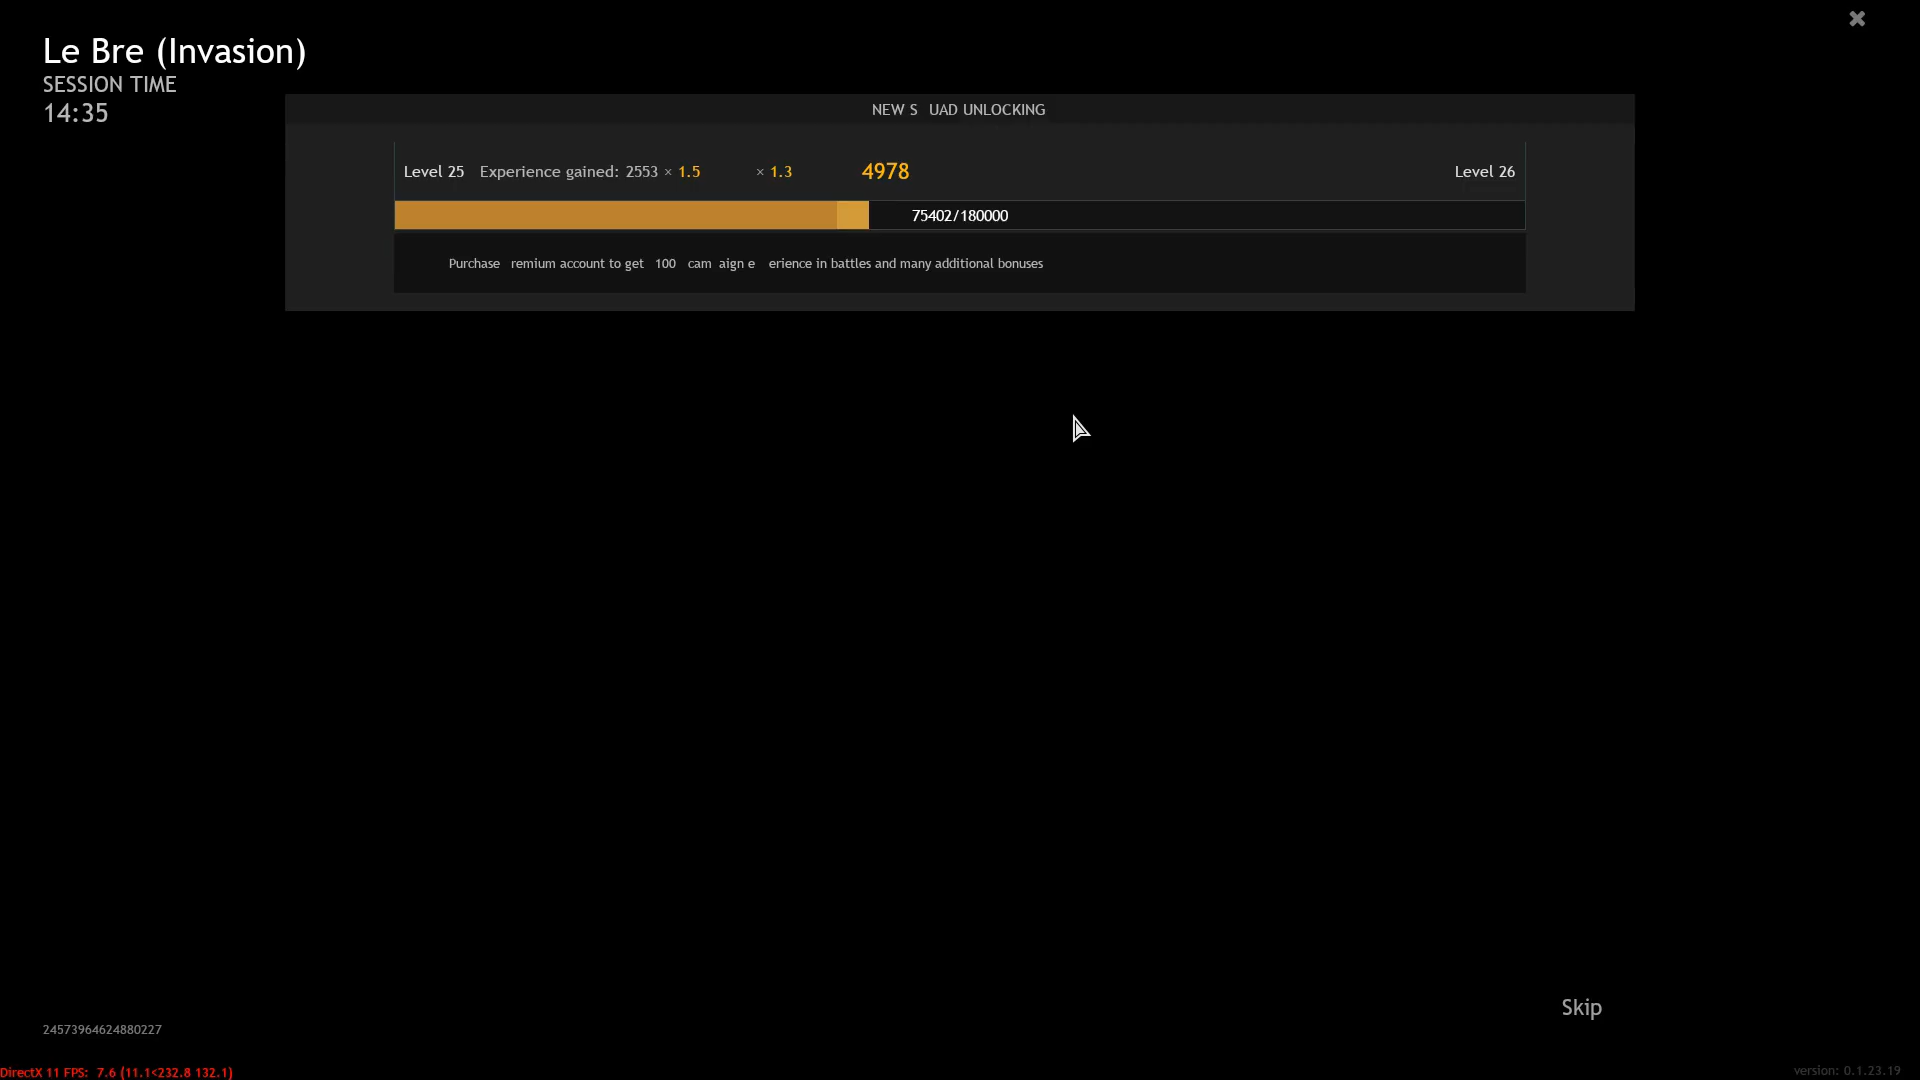 Le Bre (Invasion)
SESSION TIME
14:35
NEW S UAD UNLOCKING
Level 25 Experience gained: 2553 × 1.5 × 1.3 4978 Level 26
75402/180000
Purchase remium account to get 100 cam aign e erience in battles and many additional bonuses
Skip
24573964624880227
DirectX 11 FPS: 7.6 (11.1<232.8 132.1)
version: 0.1.23.19